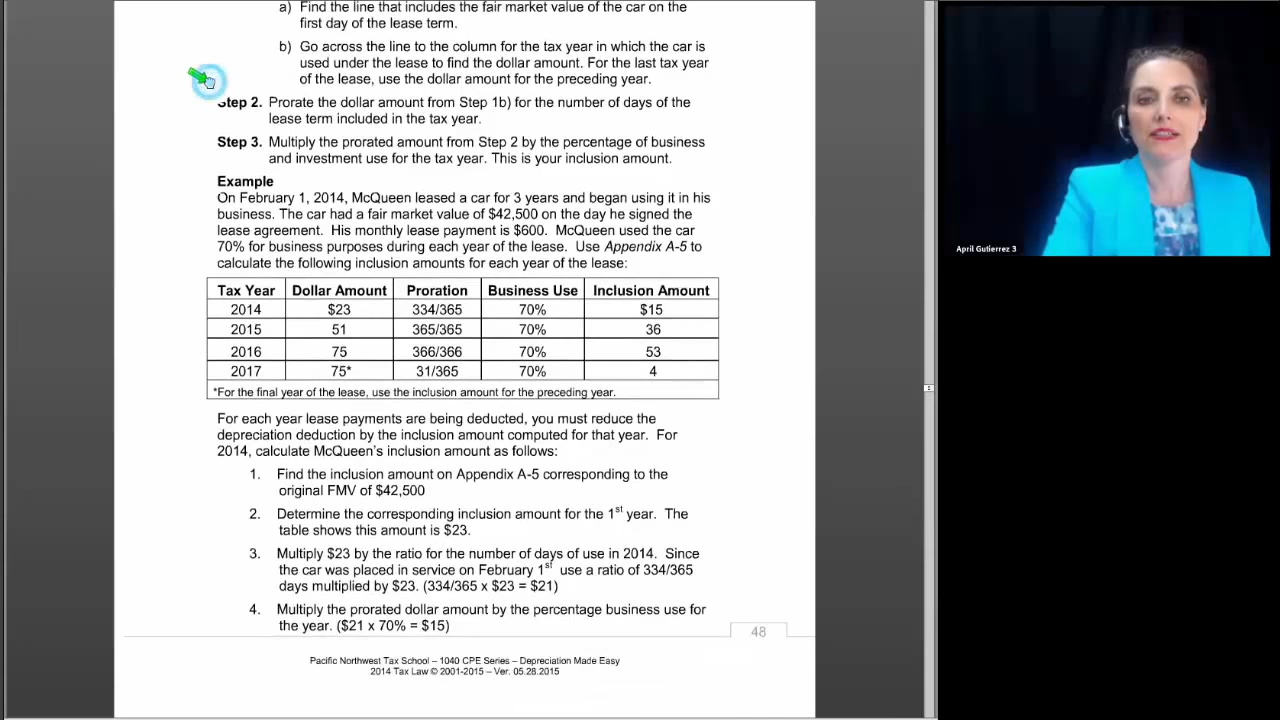 a) Find the line that includes the fair market value of the car on the
first day of the lease term.
b) Go across the line to the column for the tax year in which the car is
used under the lease to find the dollar amount. For the last tax year
of the lease, use the dollar amount for the preceding year.
Step 2. Prorate the dollar amount from Step 1b) for the number of days of the
lease term included in the tax year.
Step 3. Multiply the prorated amount from Step 2 by the percentage of business
and investment use for the tax year. This is your inclusion amount.
Example
On February 1, 2014, McQueen leased a car for 3 years and began using it in his
business. The car had a fair market value of $42,500 on the day he signed the
lease agreement. His monthly lease payment is $600. McQueen used the car
70% for business purposes during each year of the lease. Use Appendix A-5 to
calculate the following inclusion amounts for each year of the lease:
Tax Year Dollar Amount Proration Business Use Inclusion Amount
2014 $23 334/365 70% $15
2015 51 365/365 70% 36
2016 75 366/366 70% 53
2017 75* 31/365 70% 4
*For the final year of the lease, use the inclusion amount for the preceding year.
For each year lease payments are being deducted, you must reduce the
depreciation deduction by the inclusion amount computed for that year. For
2014, calculate McQueen's inclusion amount as follows:
1. Find the inclusion amount on Appendix A-5 corresponding to the
original FMV of $42,500
2. Determine the corresponding inclusion amount for the 1st year. The
table shows this amount is $23.
3. Multiply $23 by the ratio for the number of days of use in 2014. Since
the car was placed in service on February 1st use a ratio of 334/365
days multiplied by $23. (334/365 x $23 = $21)
4. Multiply the prorated dollar amount by the percentage business use for
the year. ($21 x 70% = $15)
48
Pacific Northwest Tax School – 1040 CPE Series – Depreciation Made Easy
2014 Tax Law © 2001-2015 – Ver. 05.28.2015
April Gutierrez 3